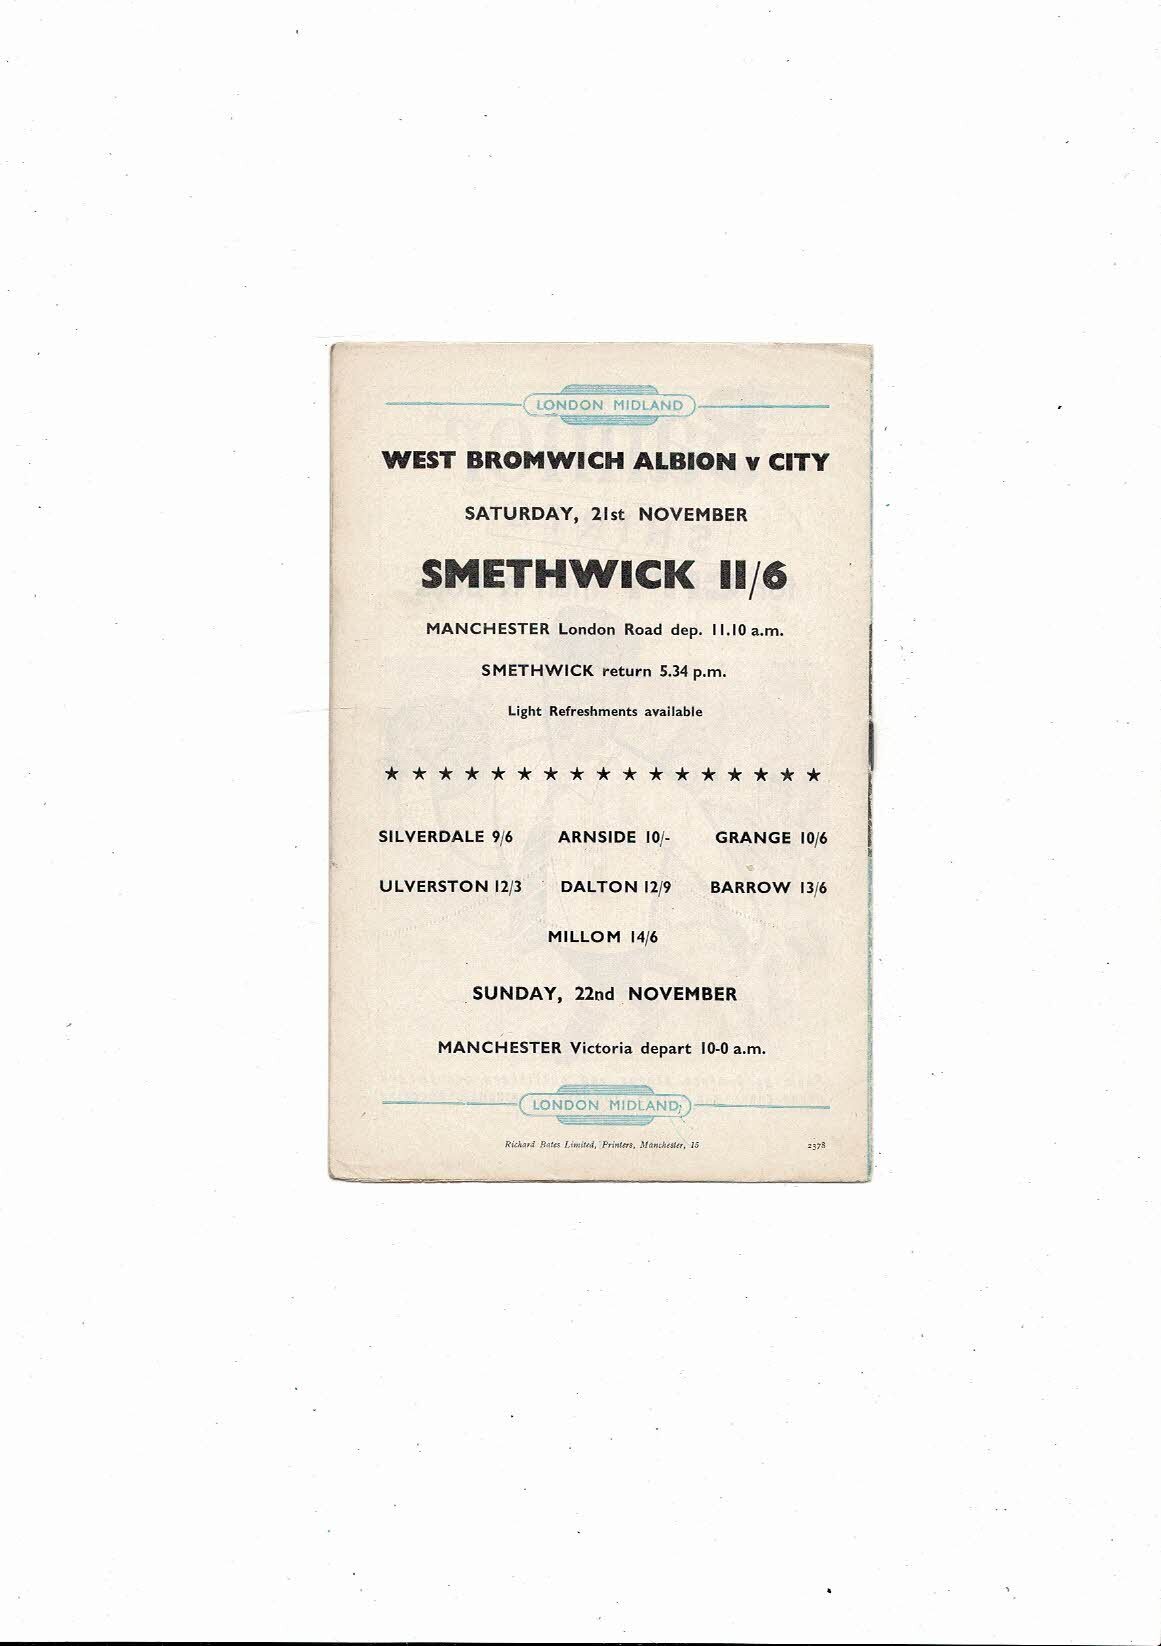 LONDON MIDLAND
WEST BROMWICH ALBION v CITY
SATURDAY, 21st NOVEMBER
SMETHWICK 11/6
MANCHESTER London Road dep. 11.10 a.m.
SMETHWICK return 5.34 p.m.
Light Refreshments available
★ ★ ★ ★ ★ ★ ★ ★ ★ ★ ★ ★ ★ ★ ★ ★ ★
SILVERDALE 9/6 ARNSIDE 10/- GRANGE 10/6
ULVERSTON 12/3 DALTON 12/9 BARROW 13/6
MILLOM 14/6
SUNDAY, 22nd NOVEMBER
MANCHESTER Victoria depart 10-0 a.m.
LONDON MIDLAND
Richard Bates Limited, Printers, Manchester, 15 2378